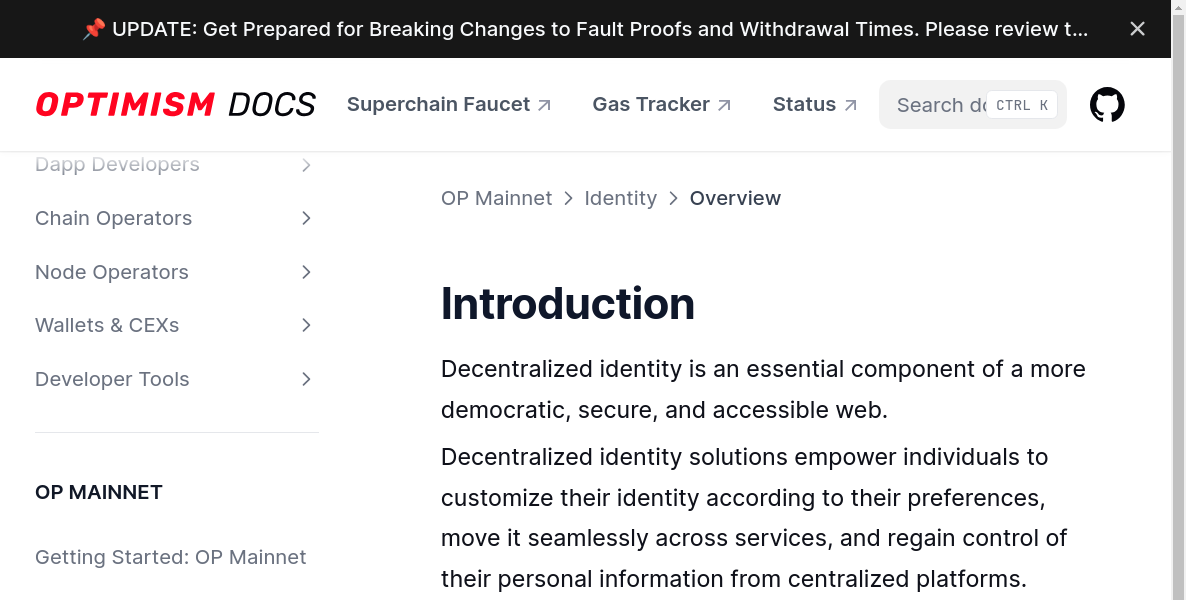 📌 UPDATE: Get Prepared for Breaking Changes to Fault Proofs and Withdrawal Times. Please review t...
OPTIMISM DOCS
Superchain Faucet
Gas Tracker
Status
Search do
CTRL K
Dapp Developers
Chain Operators
Node Operators
Wallets & CEXs
Developer Tools
OP MAINNET
Getting Started: OP Mainnet
OP Mainnet > Identity > Overview
Introduction
Decentralized identity is an essential component of a more
democratic, secure, and accessible web.
Decentralized identity solutions empower individuals to
customize their identity according to their preferences,
move it seamlessly across services, and regain control of
their personal information from centralized platforms.